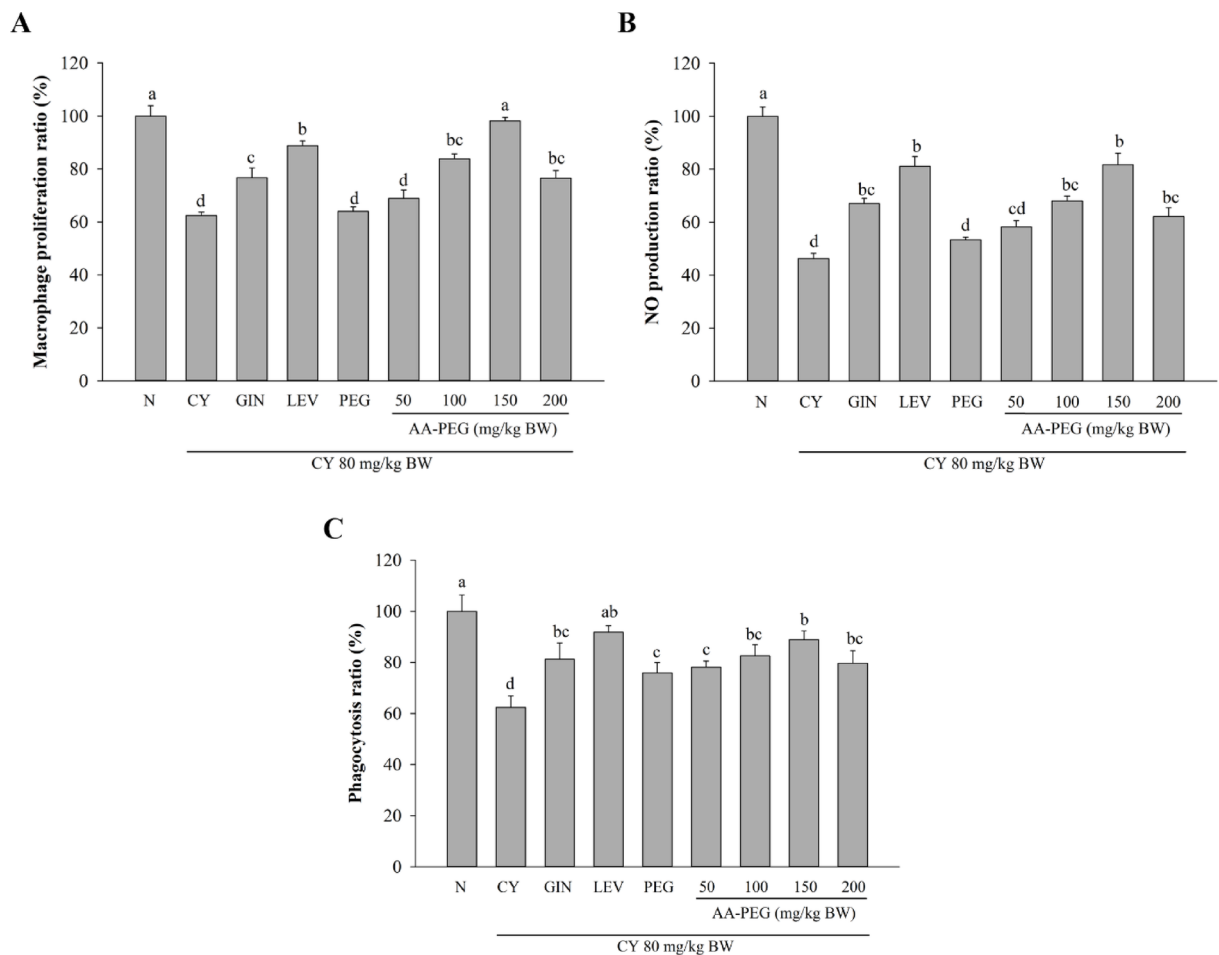 A
Macrophage proliferation ratio (%)
120
100
80
60
40
20
0
a
d
c
b
d
d
bc
a
bc
N CY GIN LEV PEG 50 100 150 200
AA-PEG (mg/kg BW)
CY 80 mg/kg BW
B
NO production ratio (%)
120
100
80
60
40
20
0
a
d
bc
b
d
cd
bc
b
bc
N CY GIN LEV PEG 50 100 150 200
AA-PEG (mg/kg BW)
CY 80 mg/kg BW
C
Phagocytosis ratio (%)
120
100
80
60
40
20
0
a
d
bc
ab
c
c
bc
b
bc
N CY GIN LEV PEG 50 100 150 200
AA-PEG (mg/kg BW)
CY 80 mg/kg BW